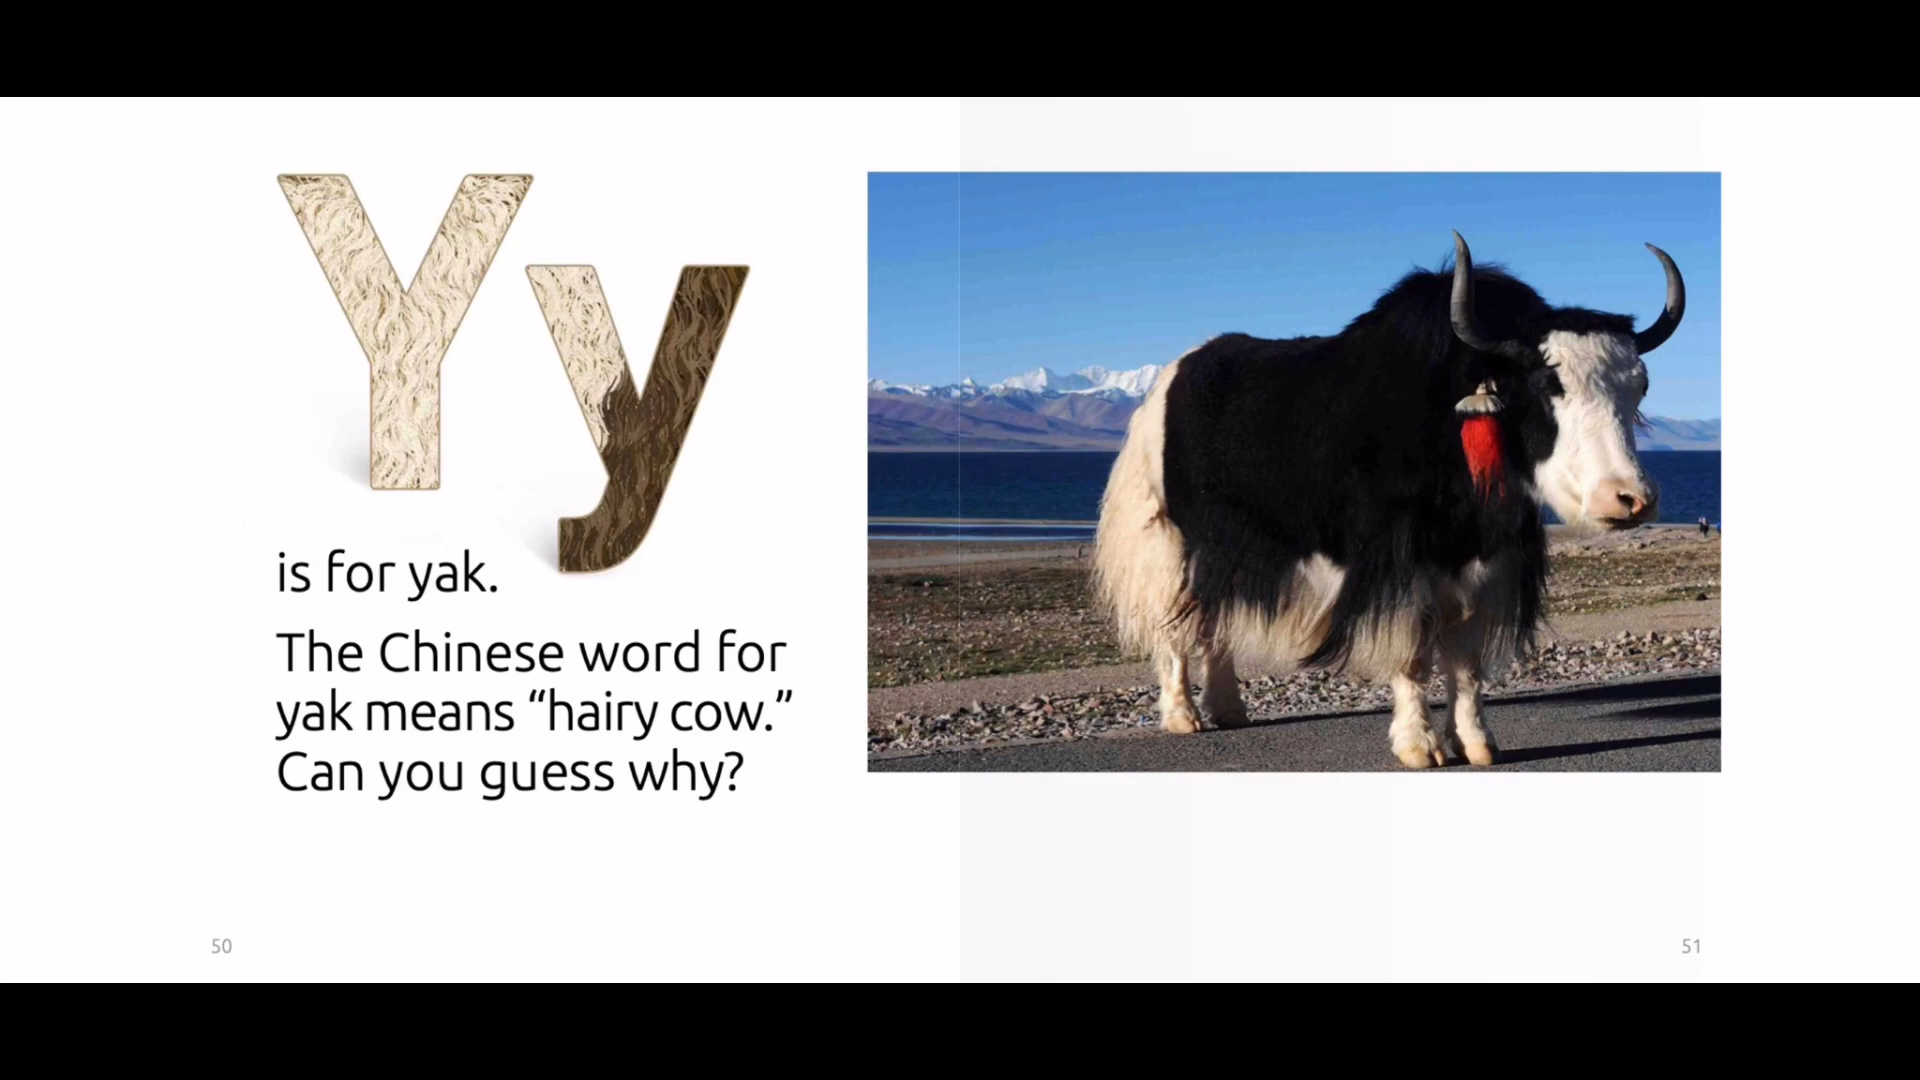 Yy
is for yak.
The Chinese word for
yak means “hairy cow.”
Can you guess why?
50
51